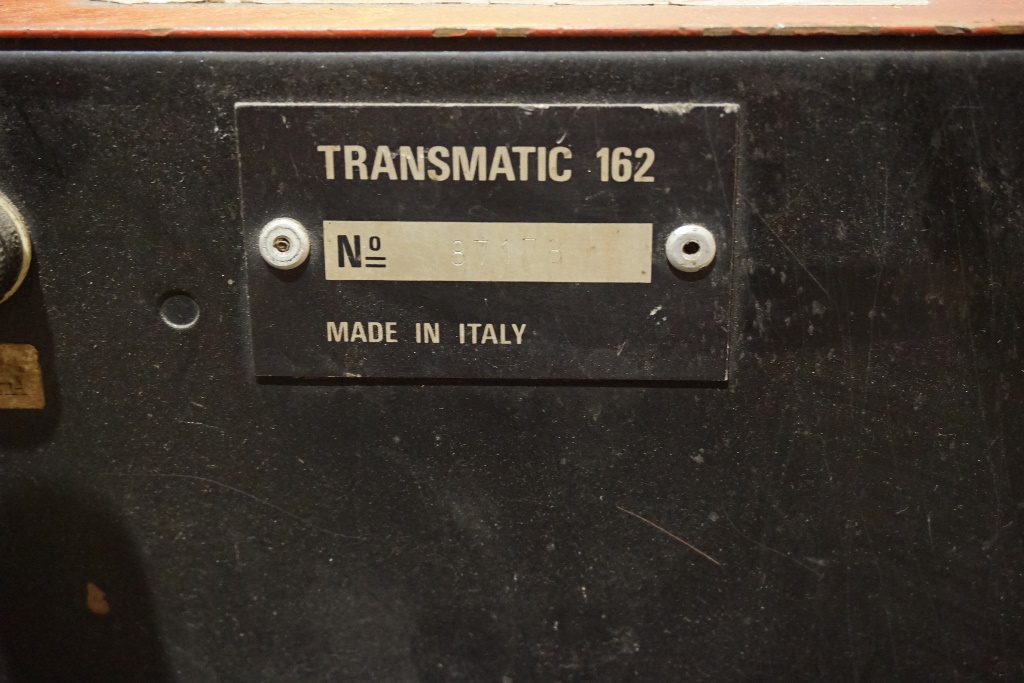 TRANSMATIC 162
Nº
MADE IN ITALY